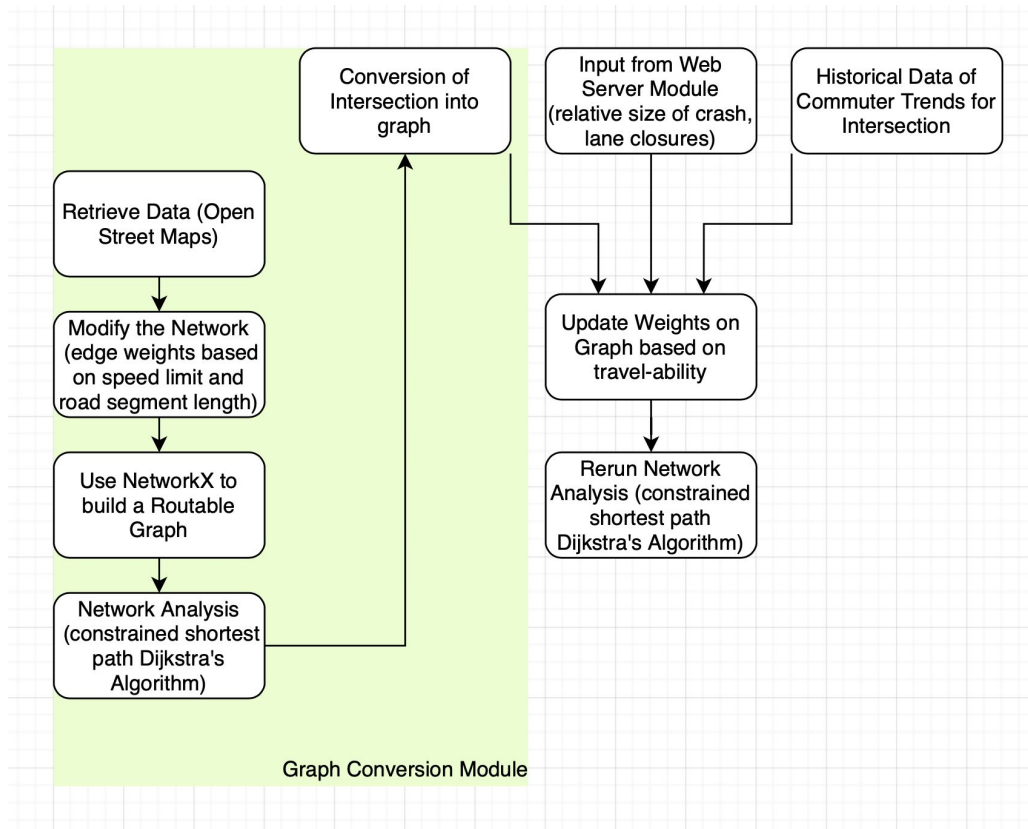 Conversion of
Intersection into
graph
Input from Web
Server Module
(relative size of crash,
lane closures)
Historical Data of
Commuter Trends for
Intersection
Retrieve Data (Open
Street Maps)
Modify the Network
(edge weights based
on speed limit and
road segment length)
Use NetworkX to
build a Routable
Graph
Network Analysis
(constrained shortest
path Dijkstra's
Algorithm)
Update Weights on
Graph based on
travel-ability
Rerun Network
Analysis (constrained
shortest path
Dijkstra's Algorithm)
Graph Conversion Module